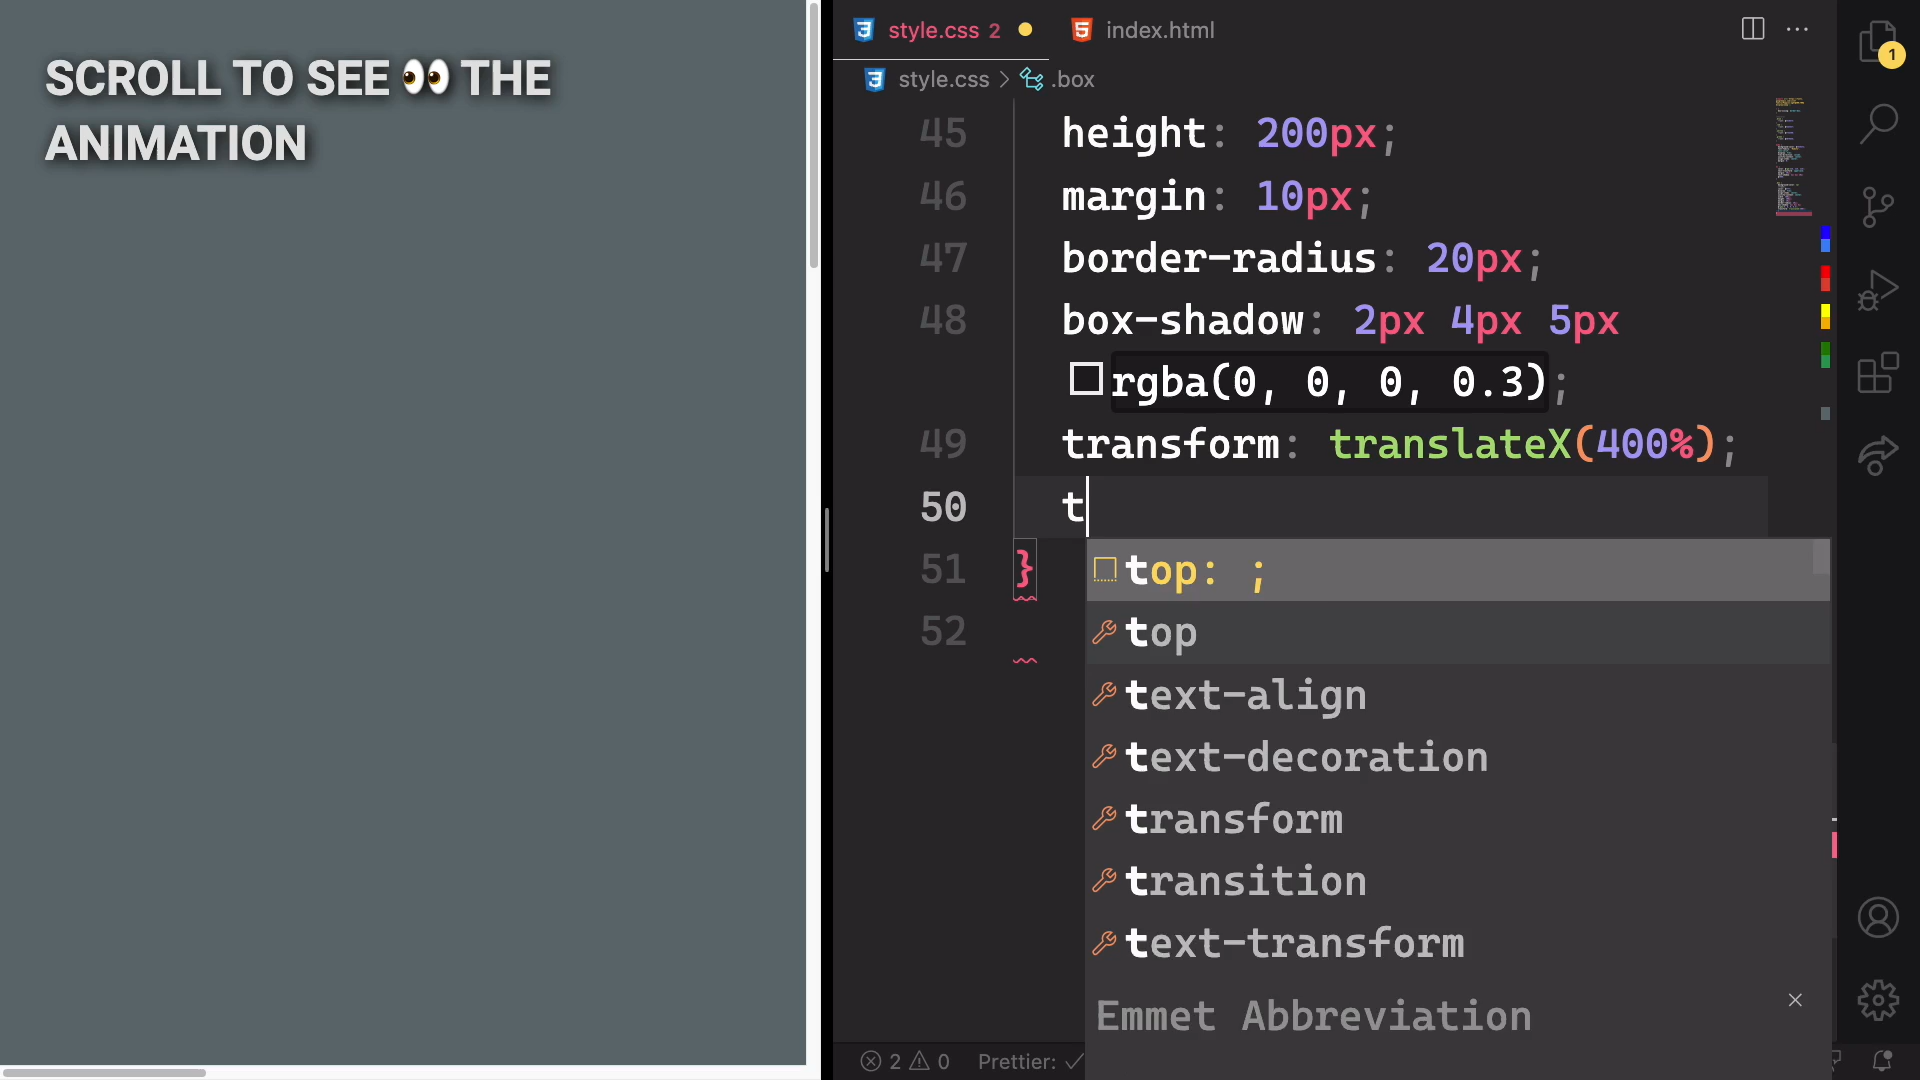 SCROLL TO SEE 👀 THE
ANIMATION
style.css 2
index.html
style.css > .box
45 height: 200px;
46 margin: 10px;
47 border-radius: 20px;
48 box-shadow: 2px 4px 5px
rgba(0, 0, 0, 0.3);
49 transform: translateX(400%);
50 t
51 }
52
top: ;
top
text-align
text-decoration
transform
transition
text-transform
Emmet Abbreviation
2 0 Prettier: ✓
1